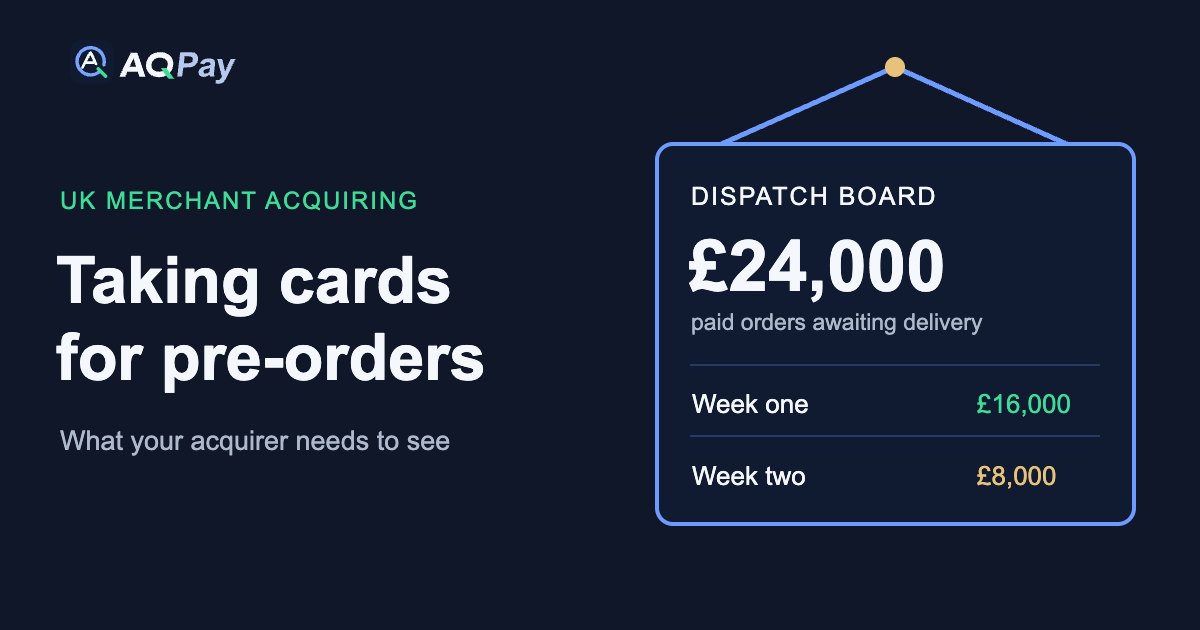 AQPay
UK MERCHANT ACQUIRING
Taking cards
for pre-orders
What your acquirer needs to see
DISPATCH BOARD
£24,000
paid orders awaiting delivery
Week one £16,000
Week two £8,000